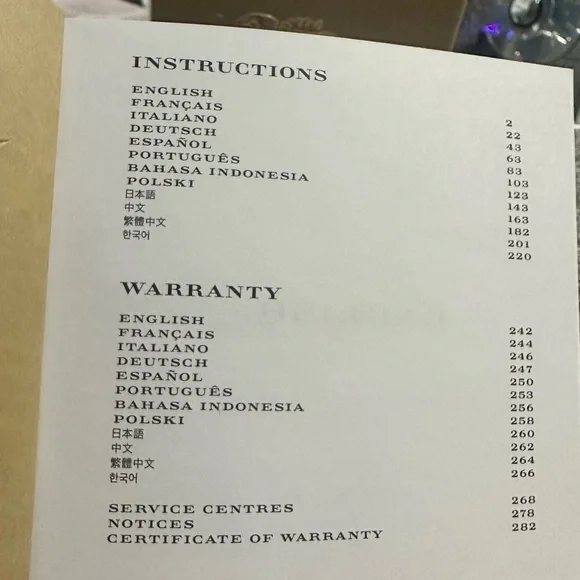 INSTRUCTIONS
ENGLISH 2
FRANÇAIS 22
ITALIANO 43
DEUTSCH 63
ESPAÑOL 83
PORTUGUÊS 103
BAHASA INDONESIA 123
POLSKI 143
日本語 163
中文 182
繁體中文 201
한국어 220
WARRANTY
ENGLISH 242
FRANÇAIS 244
ITALIANO 246
DEUTSCH 247
ESPAÑOL 250
PORTUGUÊS 253
BAHASA INDONESIA 256
POLSKI 258
日本語 260
中文 262
繁體中文 264
한국어 266
SERVICE CENTRES 268
NOTICES 278
CERTIFICATE OF WARRANTY 282